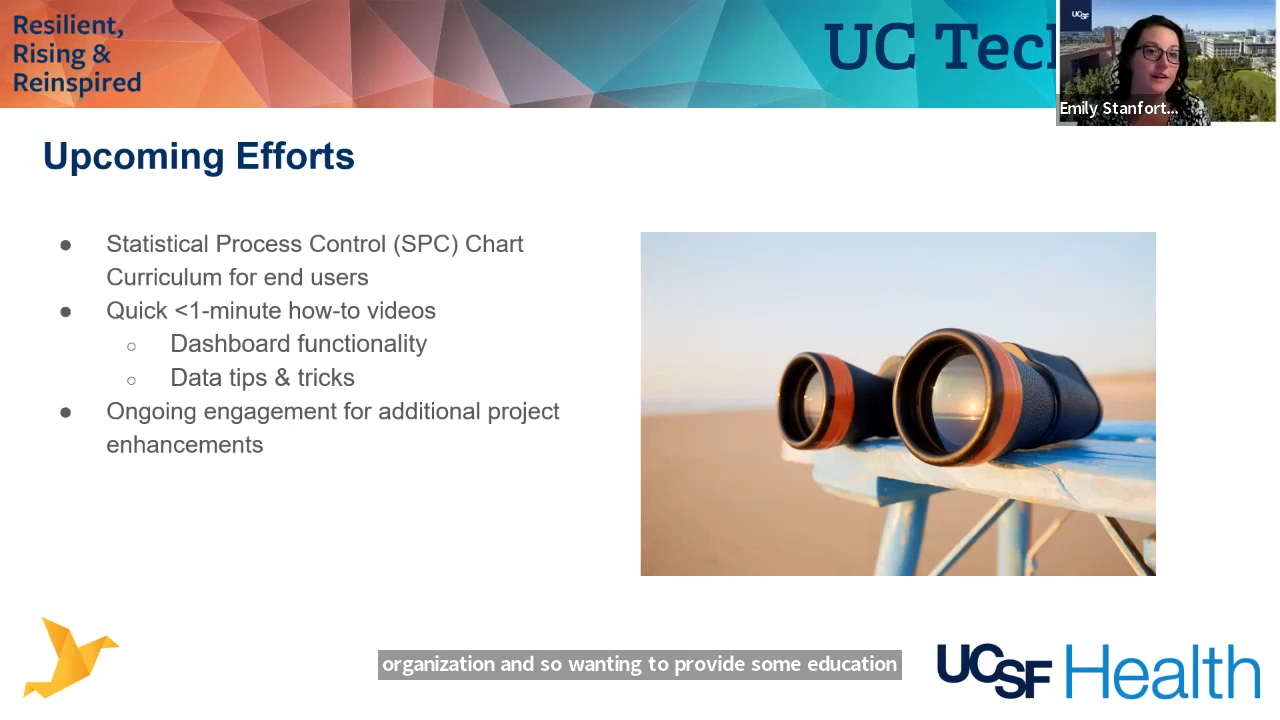 Resilient,
Rising &
Reinspired
UC Tec
UCSF
Emily Stanfort...
Upcoming Efforts
● Statistical Process Control (SPC) Chart
Curriculum for end users
● Quick <1-minute how-to videos
○ Dashboard functionality
○ Data tips & tricks
● Ongoing engagement for additional project
enhancements
organization and so wanting to provide some education
UCSF Health